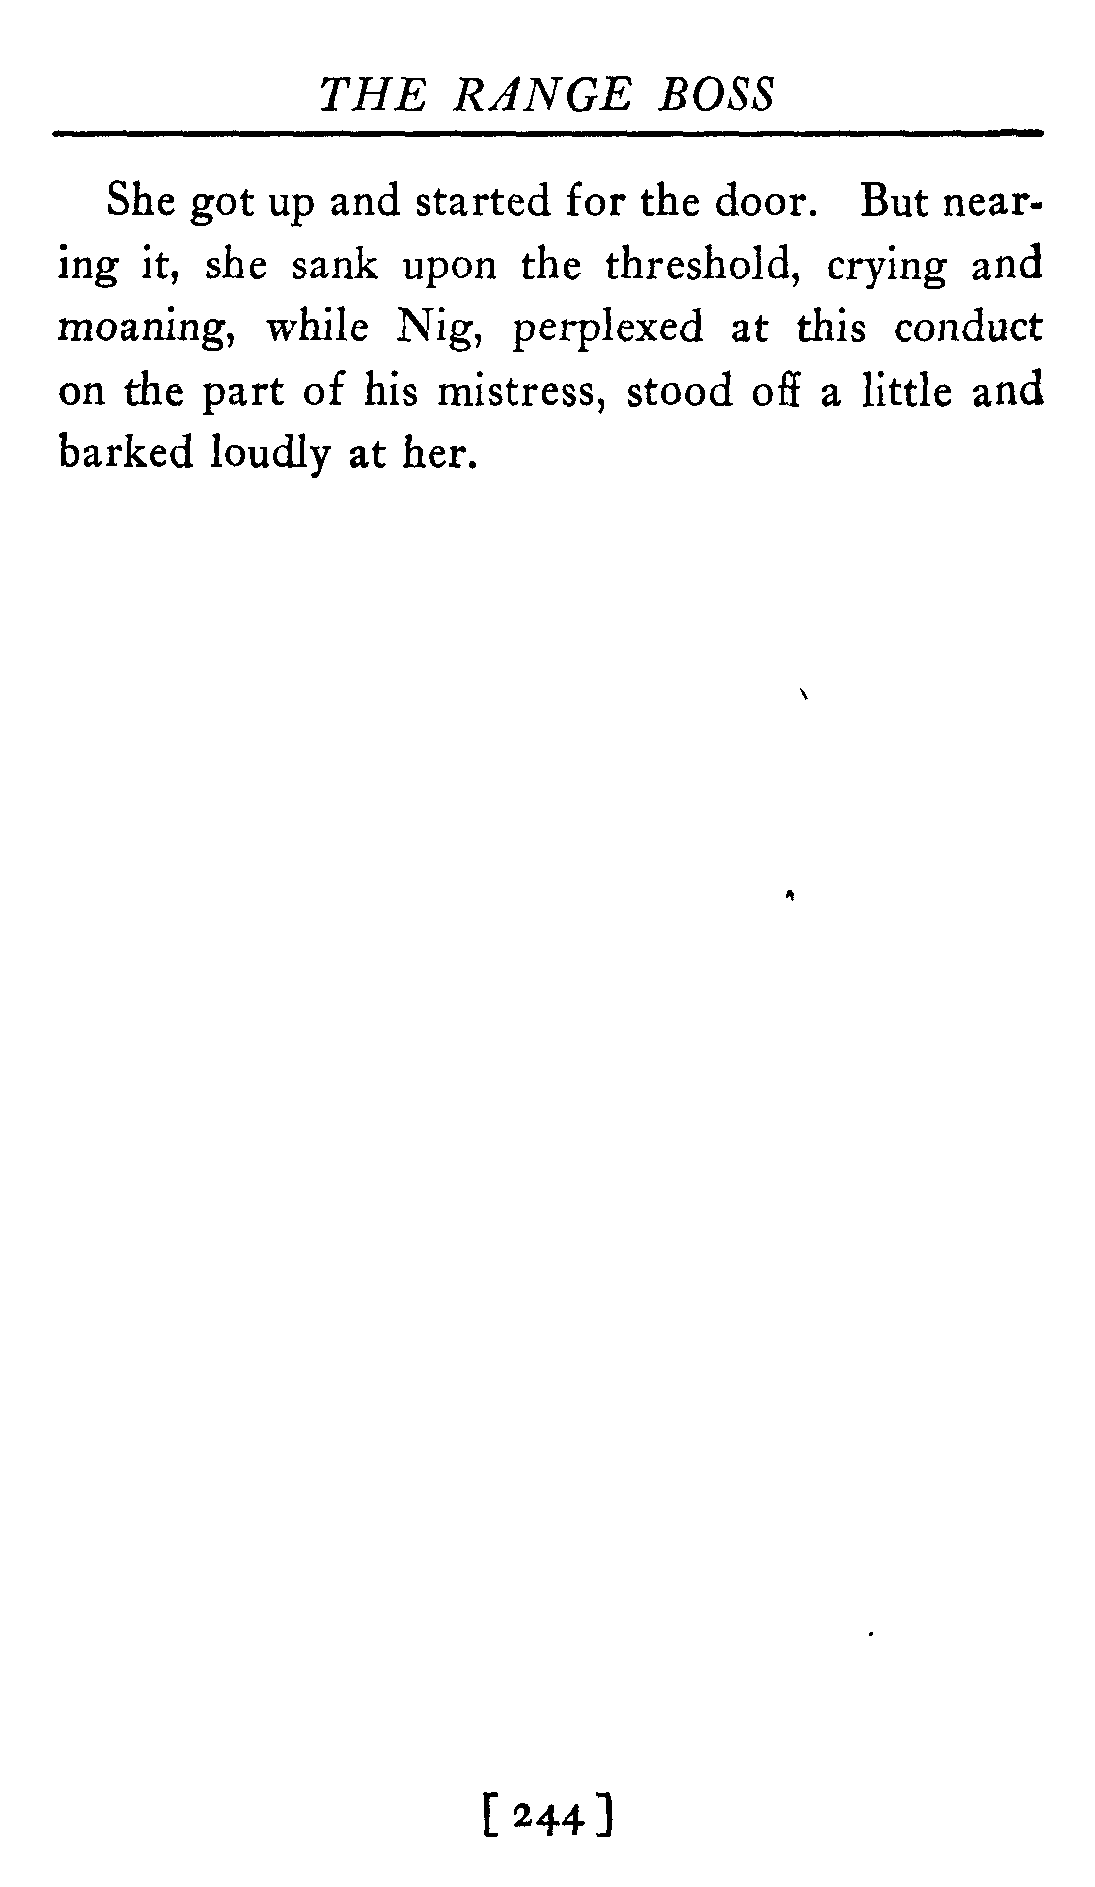 THE RANGE BOSS
She got up and started for the door. But near-
ing it, she sank upon the threshold, crying and
moaning, while Nig, perplexed at this conduct
on the part of his mistress, stood off a little and
barked loudly at her.
[ 244 ]